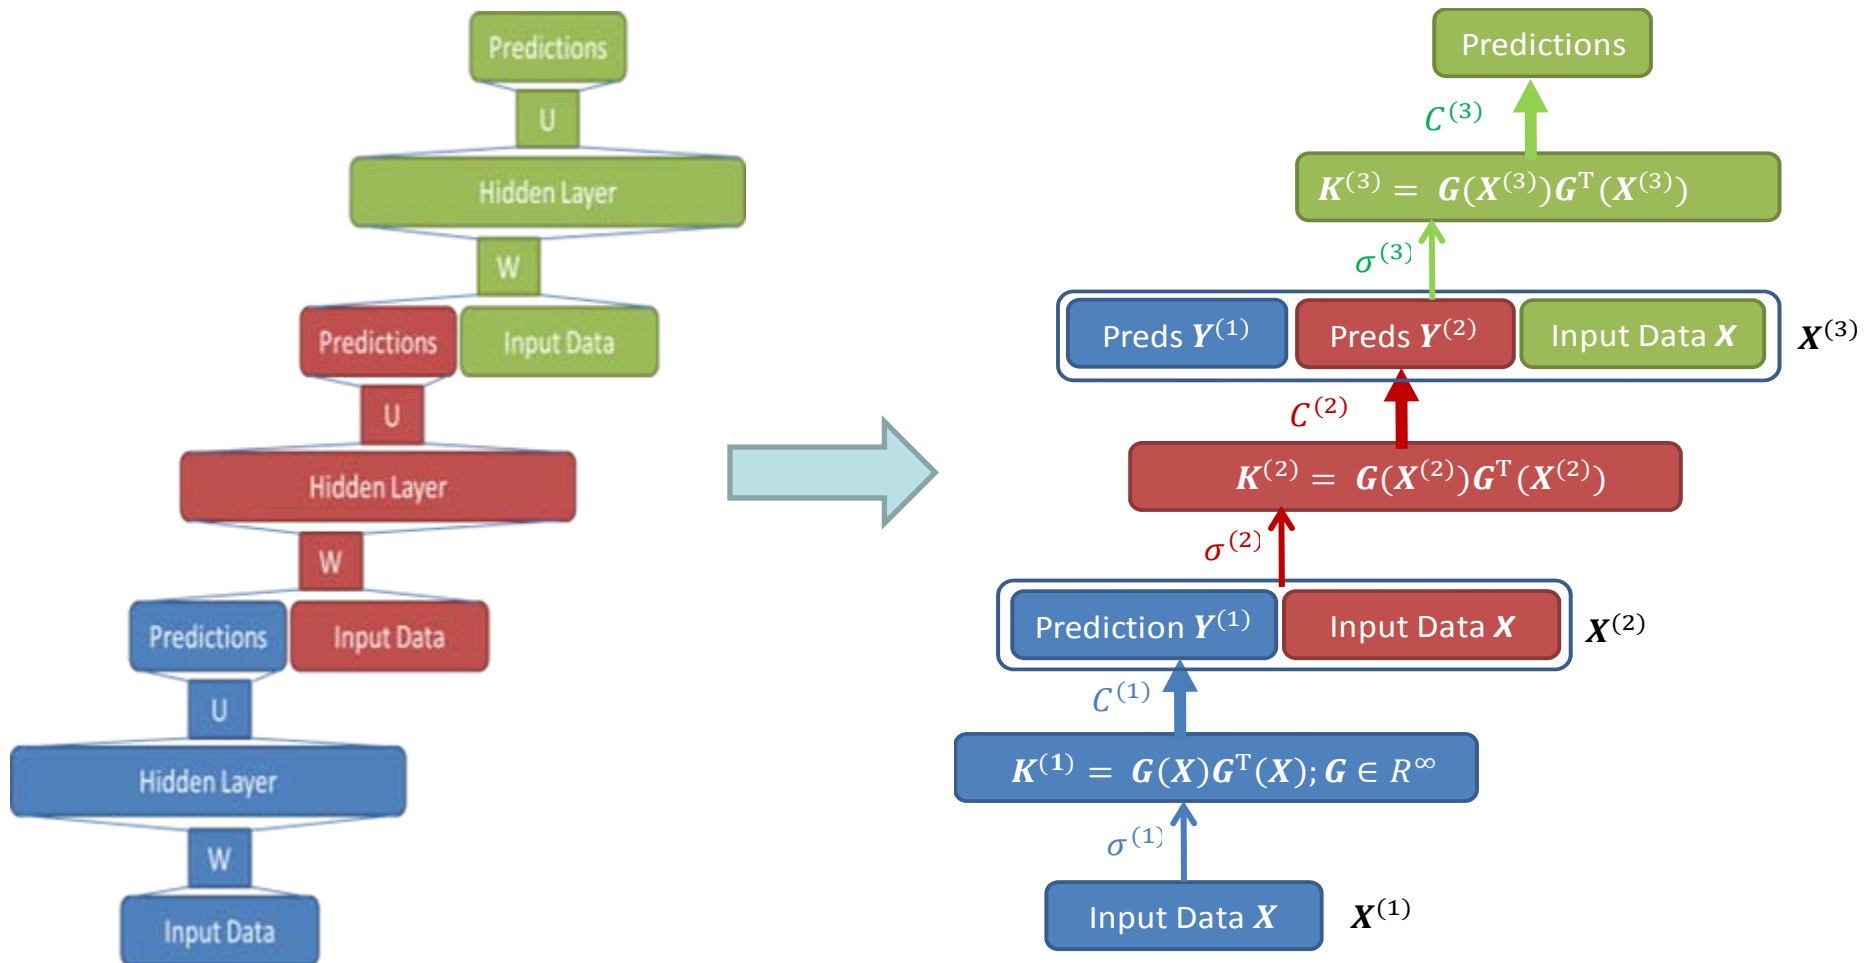 Predictions
U
Hidden Layer
W
Predictions
Input Data
U
Hidden Layer
W
Predictions
Input Data
U
Hidden Layer
W
Input Data
Predictions
C⁽³⁾
K⁽³⁾ = G(X⁽³⁾)Gᵀ(X⁽³⁾)
σ⁽³⁾
Preds Y⁽¹⁾
Preds Y⁽²⁾
Input Data X
X⁽³⁾
C⁽²⁾
K⁽²⁾ = G(X⁽²⁾)Gᵀ(X⁽²⁾)
σ⁽²⁾
Prediction Y⁽¹⁾
Input Data X
X⁽²⁾
C⁽¹⁾
K⁽¹⁾ = G(X)Gᵀ(X); G ∈ R^∞
σ⁽¹⁾
Input Data X
X⁽¹⁾